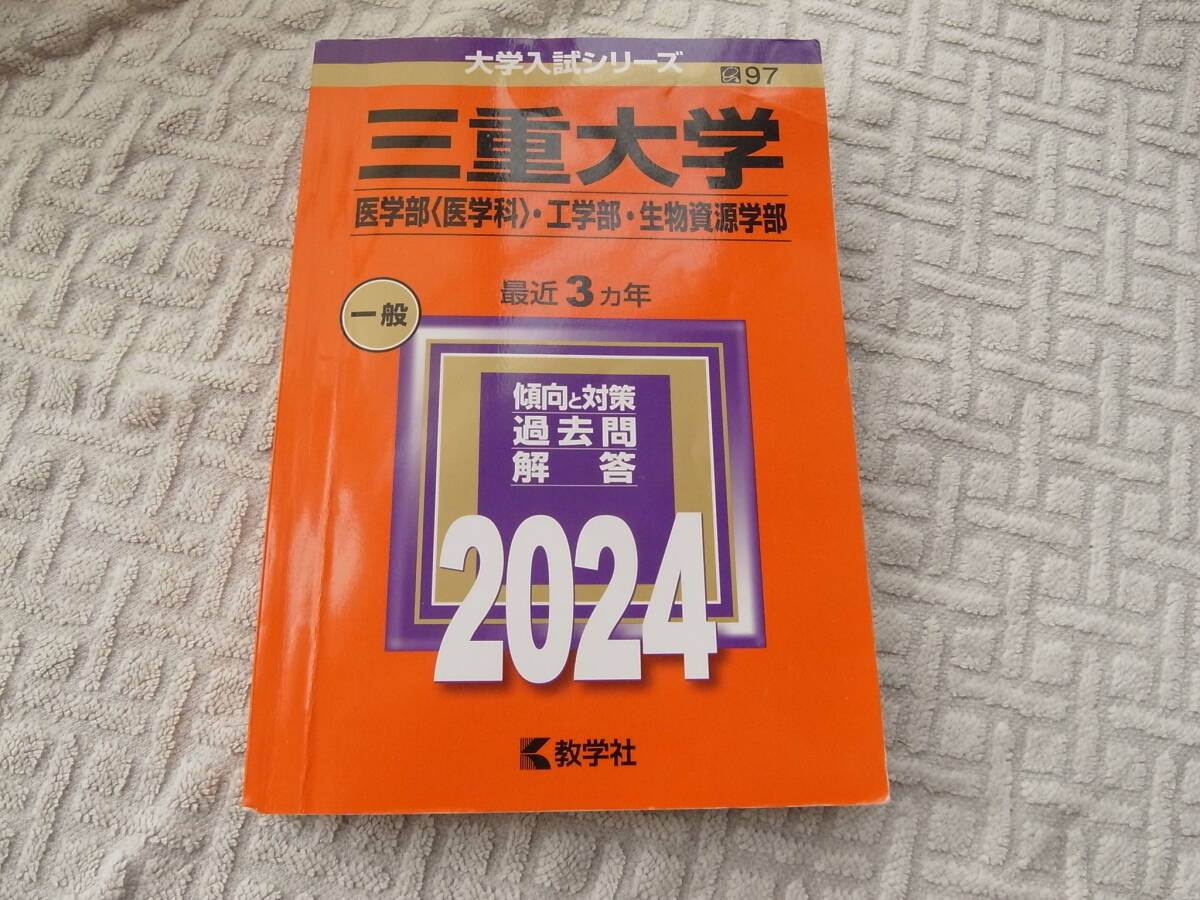 大学入試シリーズ
97
三重大学
医学部〈医学科〉・工学部・生物資源学部
最近3カ年
一般
傾向と対策
過去問
解答
2024
教学社